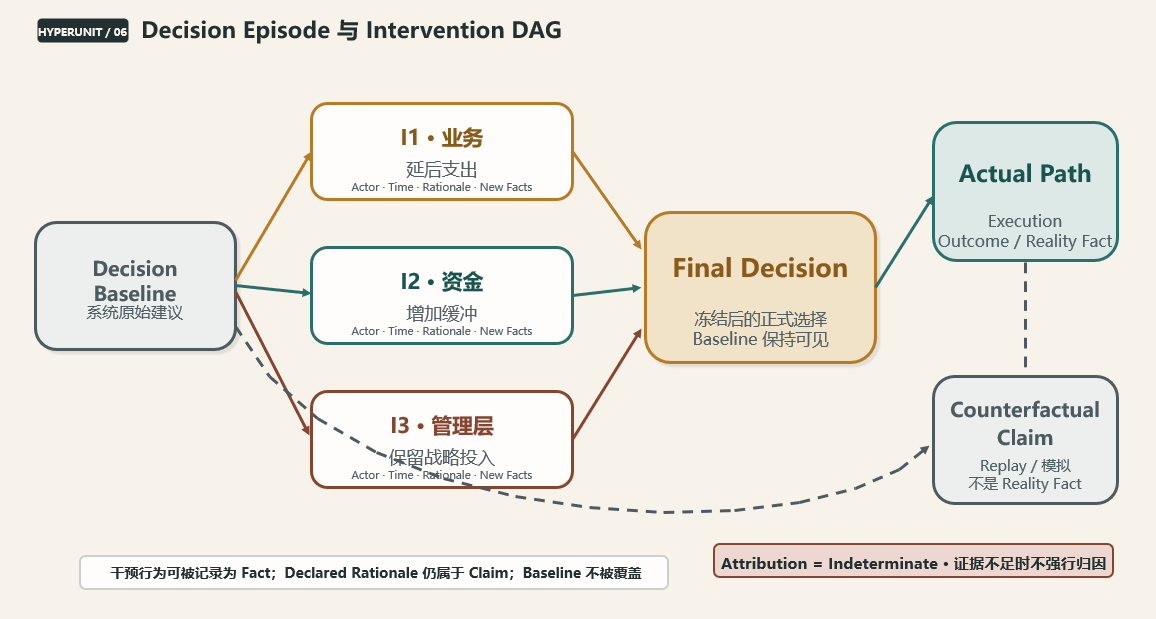 HYPERUNIT / 06
Decision Episode 与 Intervention DAG
I1 • 业务
延后支出
Actor · Time · Rationale · New Facts
Decision
Baseline
系统原始建议
I2 • 资金
增加缓冲
Actor · Time · Rationale · New Facts
I3 • 管理层
保留战略投入
Actor · Time · Rationale · New Facts
Final Decision
冻结后的正式选择
Baseline 保持可见
Actual Path
Execution
Outcome / Reality Fact
Counterfactual
Claim
Replay / 模拟
不是 Reality Fact
干预行为可被记录为 Fact；Declared Rationale 仍属于 Claim；Baseline 不被覆盖
Attribution = Indeterminate • 证据不足时不强行归因